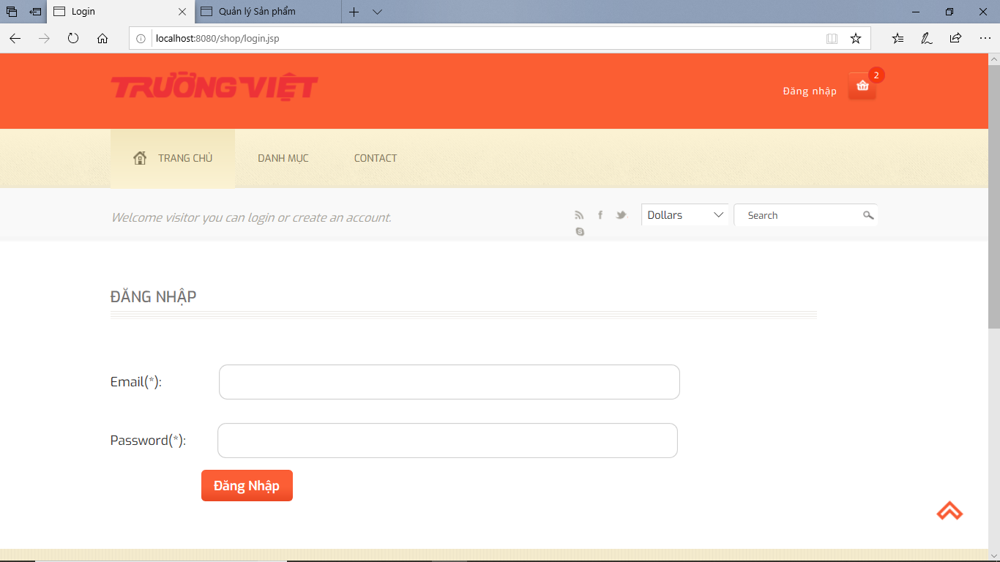 Login
Quản lý Sản phẩm
localhost:8080/shop/login.jsp
TRƯỜNG VIỆT
Đăng nhập
2
TRANG CHỦ
DANH MỤC
CONTACT
Welcome visitor you can login or create an account.
Dollars
Search
ĐĂNG NHẬP
Email(*):
Password(*):
Đăng Nhập